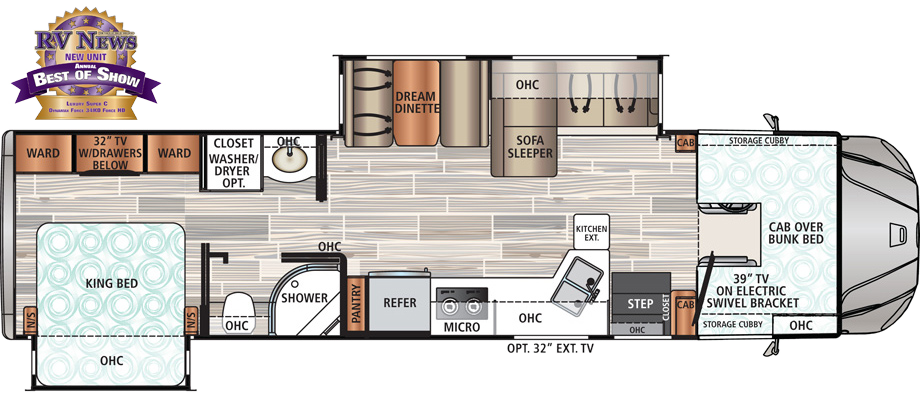 RV NEWS
NEW UNIT
ANNUAL
BEST OF SHOW
LUXURY SUPER C
DYNAMAX FORCE 37RB FORCE HD
WARD
32” TV
W/DRAWERS
BELOW
WARD
CLOSET
WASHER/
DRYER
OPT.
OHC
DREAM
DINETTE
OHC
SOFA
SLEEPER
CAB
STORAGE CUBBY
CAB OVER
BUNK BED
39” TV
ON ELECTRIC
SWIVEL BRACKET
STORAGE CUBBY
OHC
KING BED
N/S
N/S
OHC
OHC
SHOWER
OHC
PANTRY
REFER
MICRO
OHC
KITCHEN
EXT.
STEP
CLOSET
OHC
CAB
OPT. 32” EXT. TV